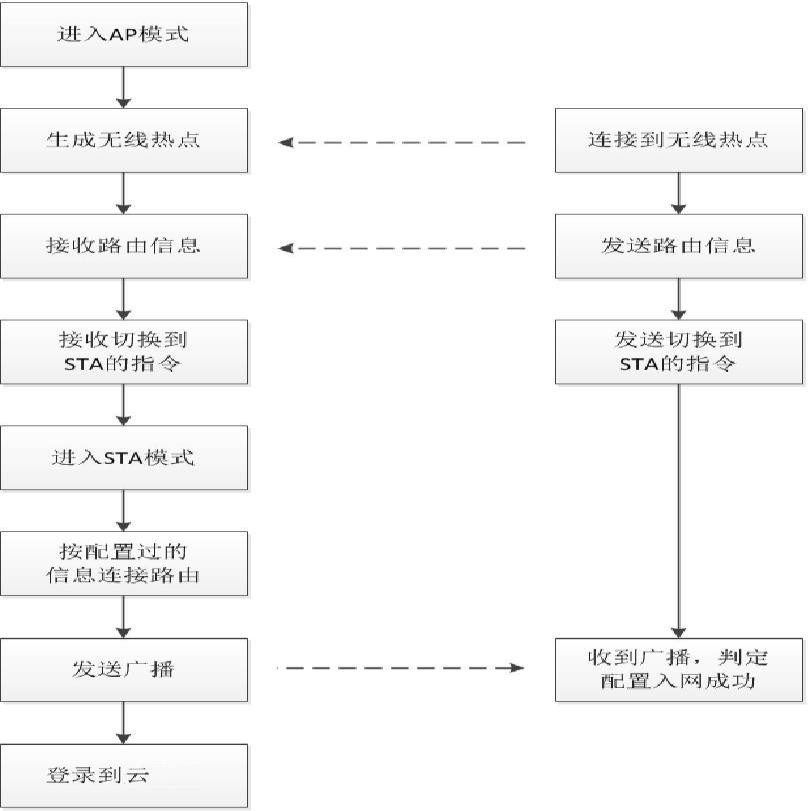 进入AP模式
生成无线热点
连接到无线热点
接收路由信息
发送路由信息
接收切换到
STA的指令
发送切换到
STA的指令
进入STA模式
按配置过的
信息连接路由
发送广播
收到广播，判定
配置入网成功
登录到云